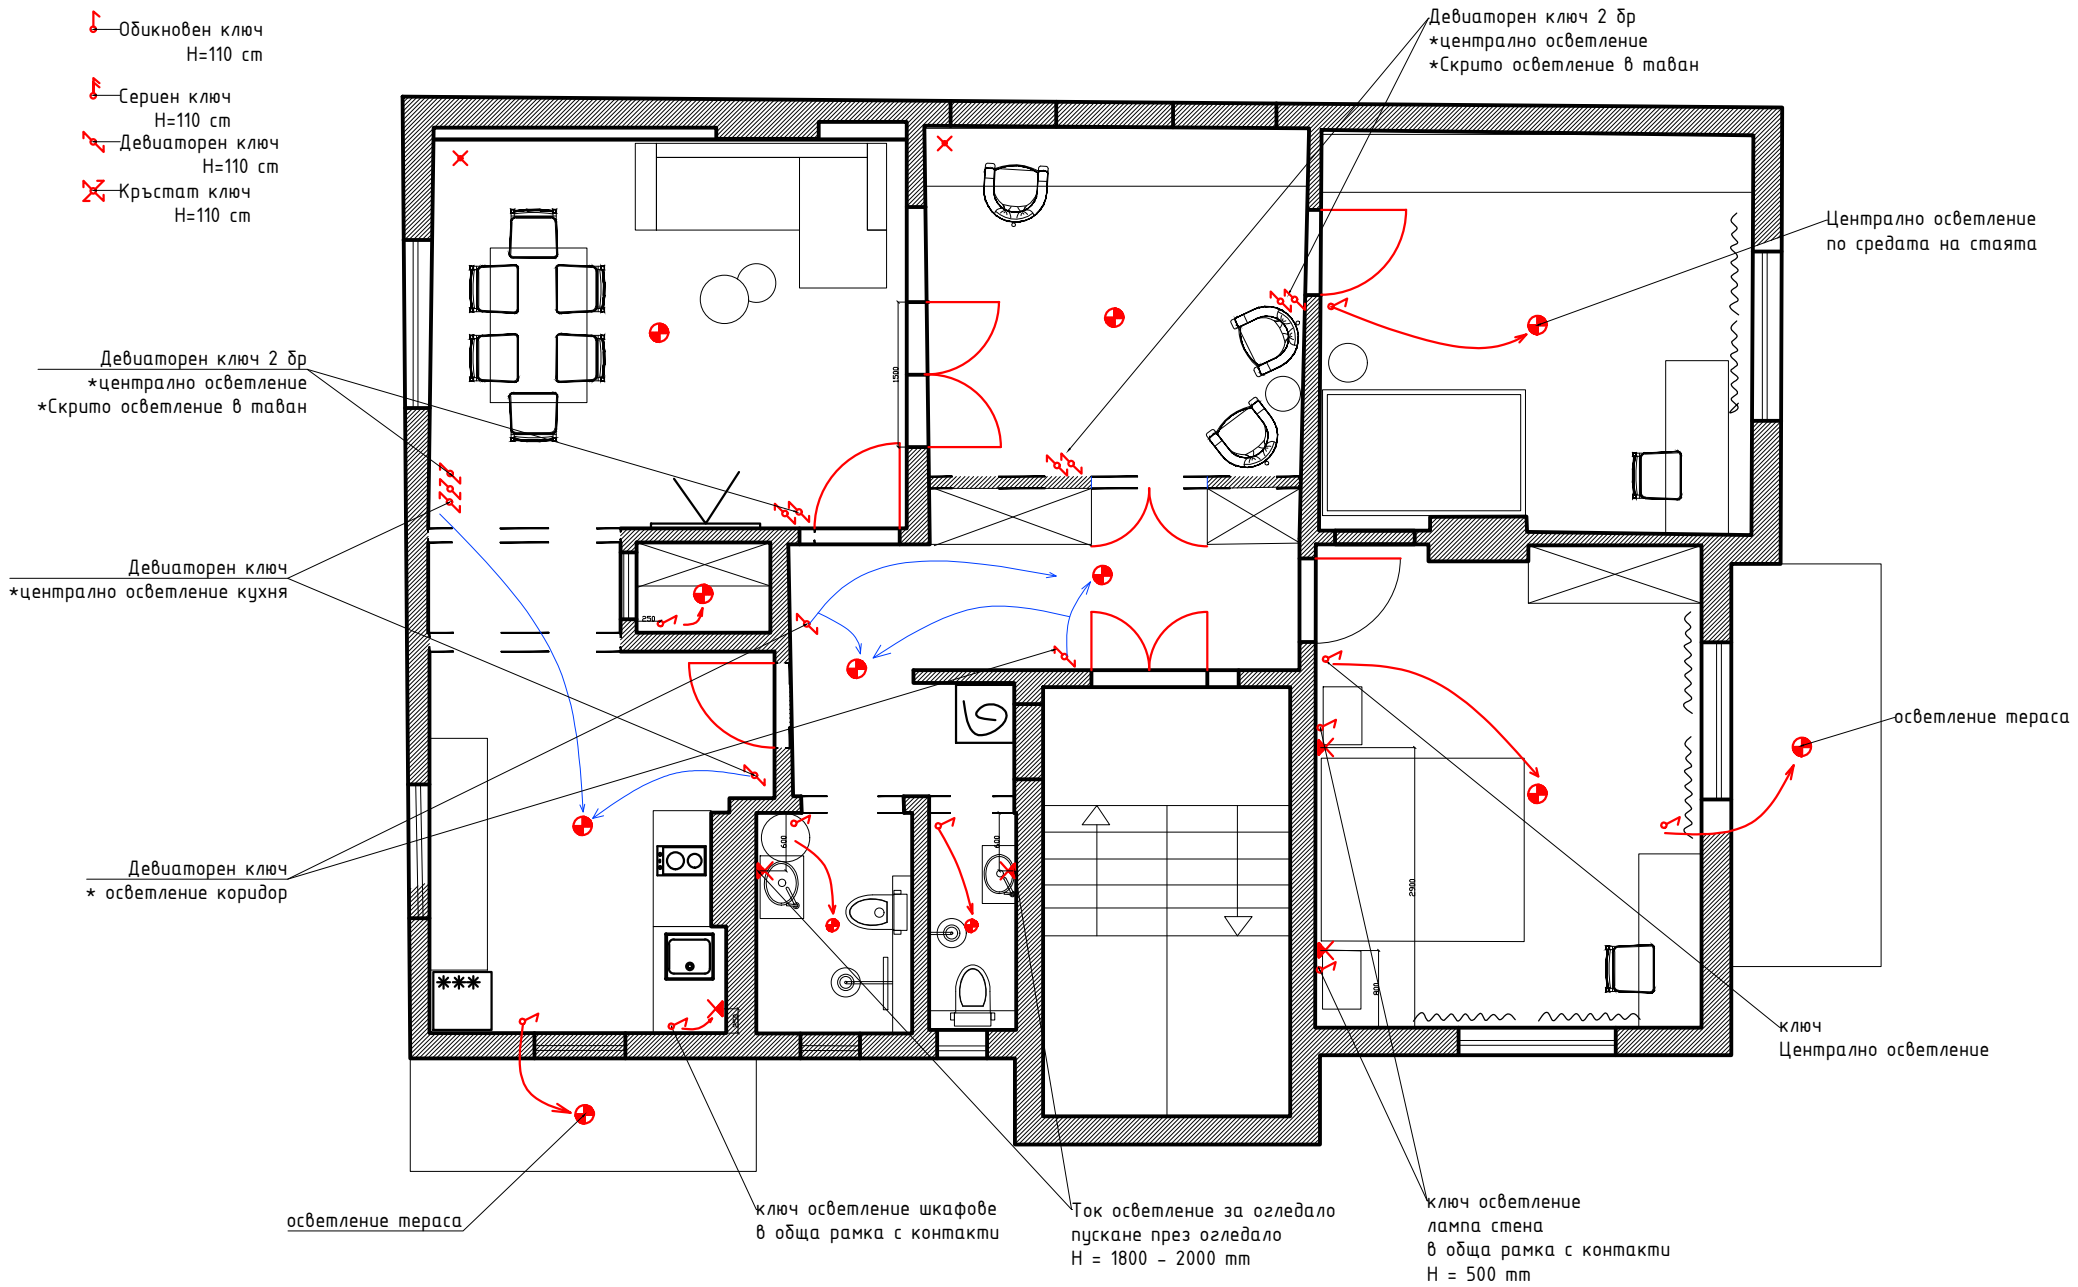 Обикновен ключ
H=110 cm
Сериен ключ
H=110 cm
Девиаторен ключ
H=110 cm
Кръстат ключ
H=110 cm
Девиаторен ключ 2 бр
*централно осветление
*Скрито осветление в таван
Централно осветление
по средата на стаята
Девиаторен ключ 2 бр
*централно осветление
*Скрито осветление в таван
1500
Девиаторен ключ
*централно осветление кухня
250
осветление тераса
Девиаторен ключ
* осветление коридор
600
600
2900
800
ключ
Централно осветление
осветление тераса
ключ осветление шкафове
в обща рамка с контакти
Ток осветление за огледало
пускане през огледало
H = 1800 - 2000 mm
ключ осветление
лампа стена
в обща рамка с контакти
H = 500 mm